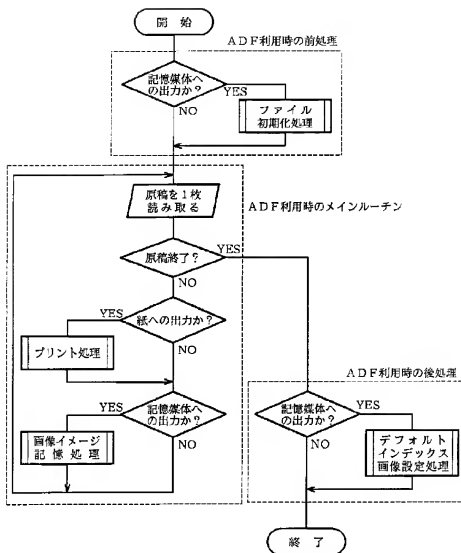 開始
ADF利用時の前処理
記憶媒体へ
の出力か?
YES
NO
ファイル
初期化処理
原稿を1枚
読み取る
ADF利用時のメインルーチン
原稿終了?
YES
NO
紙への出力か?
YES
NO
プリント処理
記憶媒体へ
の出力か?
YES
NO
画像イメージ
記憶処理
ADF利用時の後処理
記憶媒体へ
の出力か?
YES
NO
デフォルト
インデックス
画像設定処理
終了